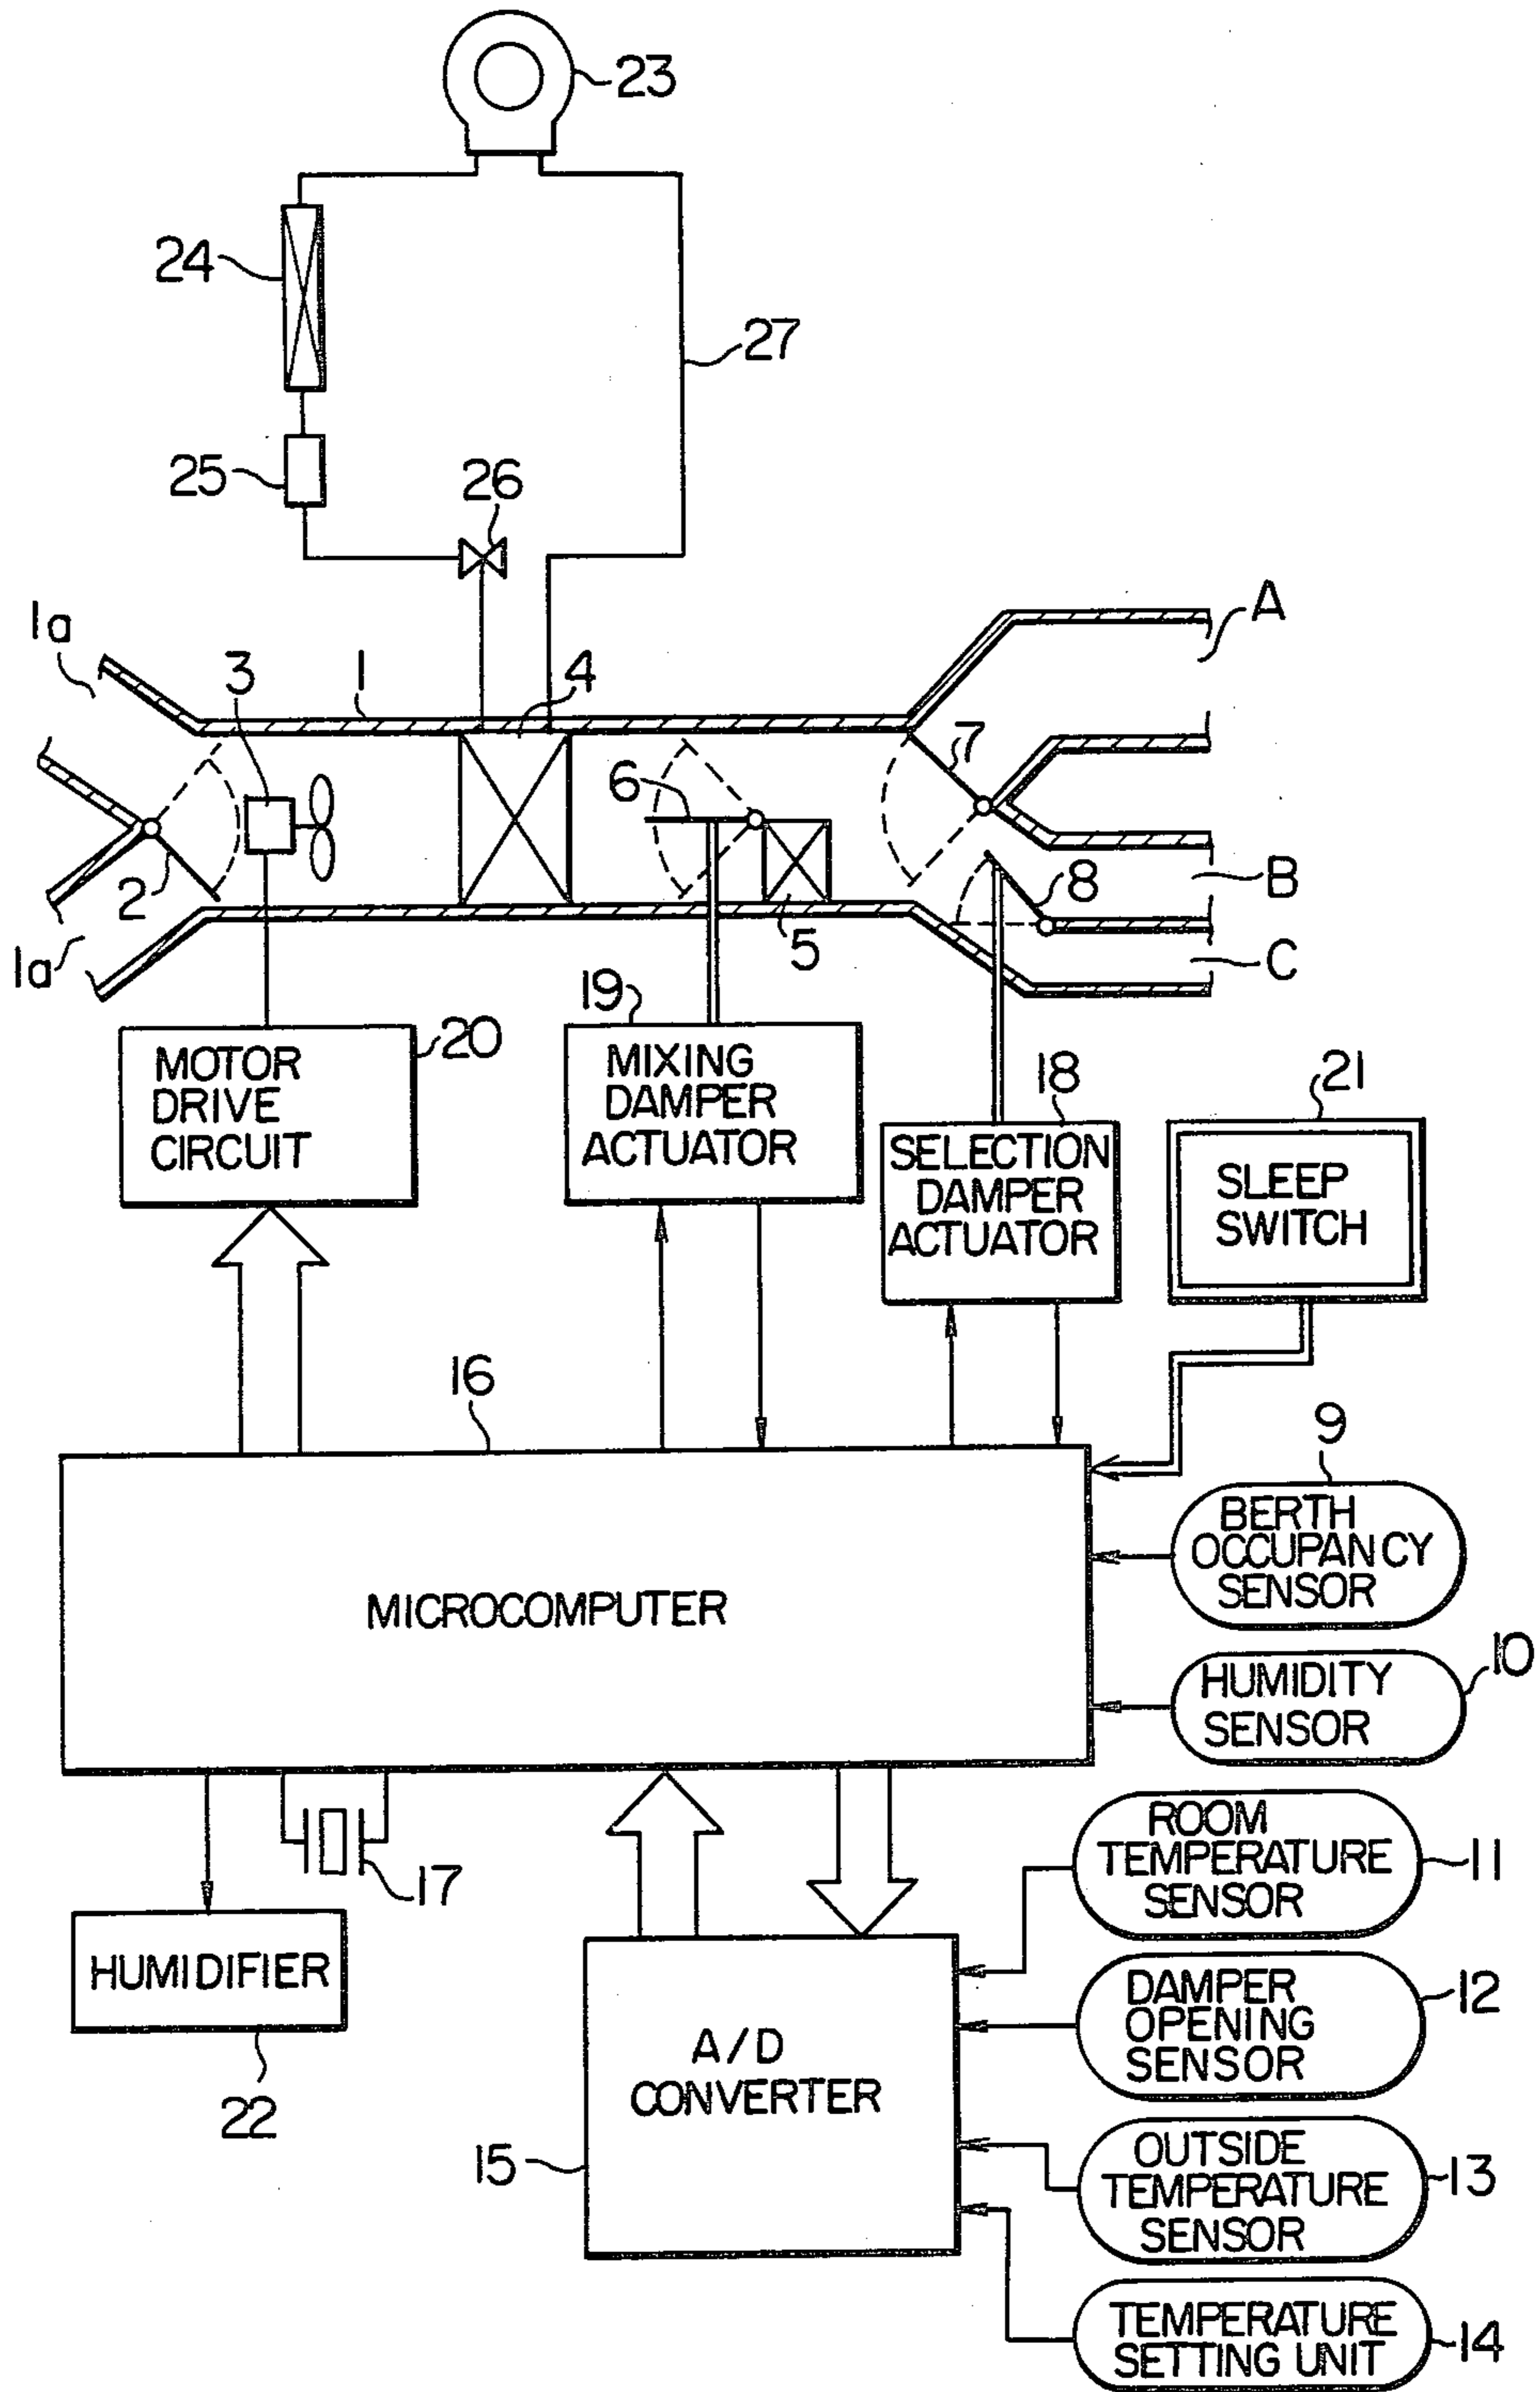 23
24
27
25
26
1a
3
1
4
A
7
6
2
8
B
1a
5
C
19
20
MOTOR
DRIVE
CIRCUIT
MIXING
DAMPER
ACTUATOR
18
21
SELECTION
DAMPER
ACTUATOR
SLEEP
SWITCH
16
9
BERTH
OCCUPANCY
SENSOR
MICROCOMPUTER
10
HUMIDITY
SENSOR
17
ROOM
TEMPERATURE
SENSOR
11
HUMIDIFIER
22
DAMPER
OPENING
SENSOR
12
A/D
CONVERTER
15
OUTSIDE
TEMPERATURE
SENSOR
13
TEMPERATURE
SETTING UNIT
14